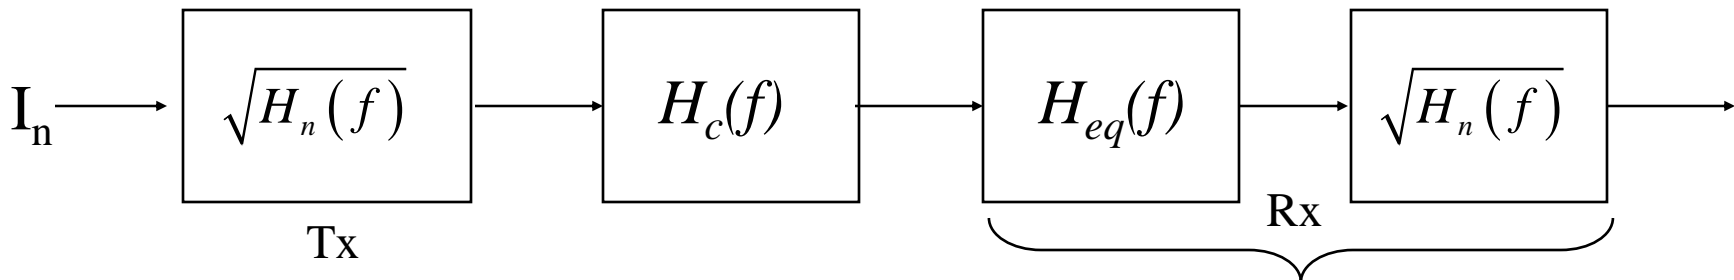 I_n √H_n(f) H_c(f) H_eq(f) √H_n(f)
Tx Rx